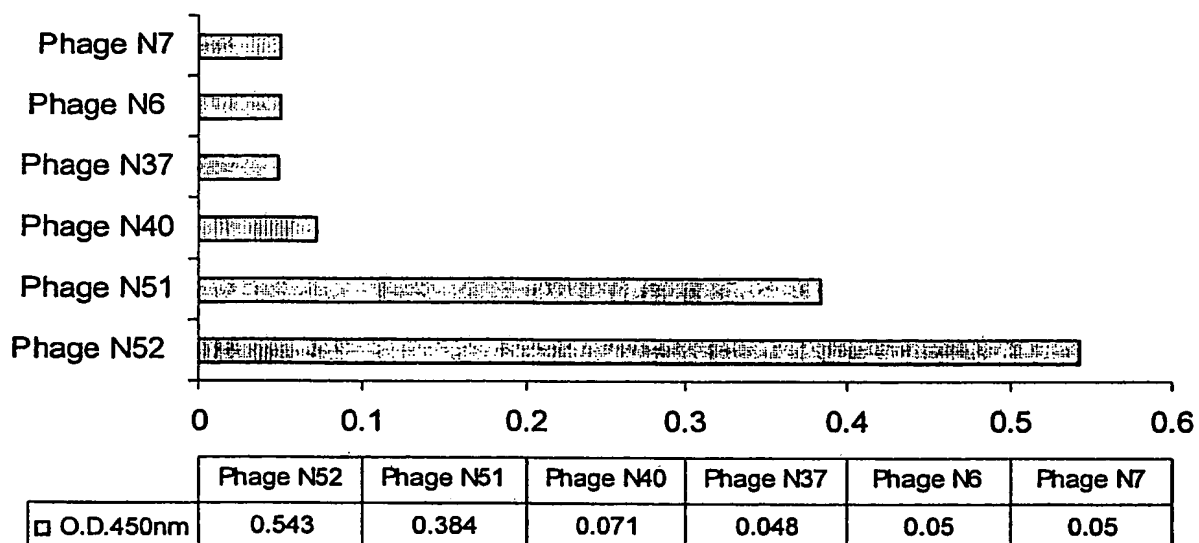 Phage N7
Phage N6
Phage N37
Phage N40
Phage N51
Phage N52
0 0.1 0.2 0.3 0.4 0.5 0.6
Phage N52 Phage N51 Phage N40 Phage N37 Phage N6 Phage N7
O.D.450nm 0.543 0.384 0.071 0.048 0.05 0.05